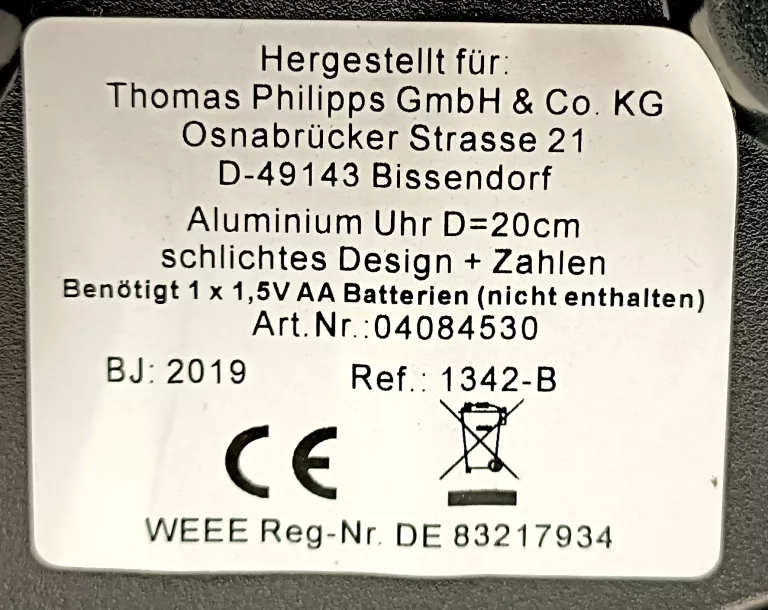 Hergestellt für:
Thomas Philipps GmbH & Co. KG
Osnabrücker Strasse 21
D-49143 Bissendorf
Aluminium Uhr D=20cm
schlichtes Design + Zahlen
Benötigt 1 x 1,5V AA Batterien (nicht enthalten)
Art.Nr.:04084530
BJ: 2019 Ref.: 1342-B
CE
WEEE Reg-Nr. DE 83217934